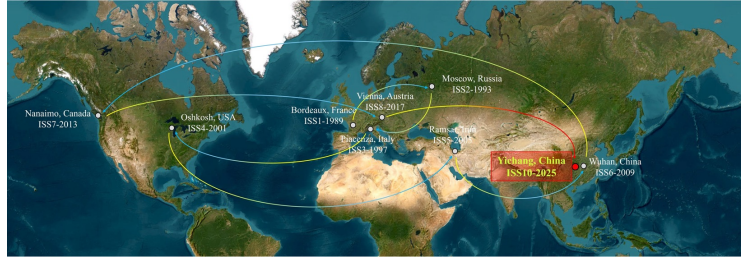 Moscow, Russia
ISS2-1993
Vienna, Austria
ISS8-2017
Nanaimo, Canada
ISS7-2013
Oshkosh, USA
ISS4-2001
Bordeaux, France
ISS1-1989
Piacenza, Italy
ISS3-1997
Ramsar,
Yichang, China
ISS10-2025
Wuhan, China
ISS6-2009